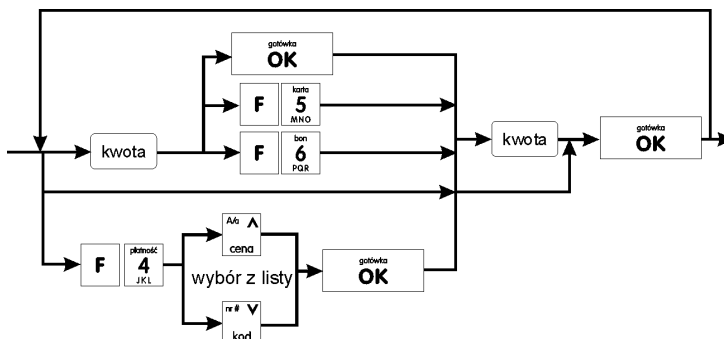 gotówka
OK
F
karta
5
MNO
kwota
F
bon
6
PQR
kwota
gotówka
OK
F
płatność
4
JKL
A/a
cena
wybór z listy
gotówka
OK
nr #
kod